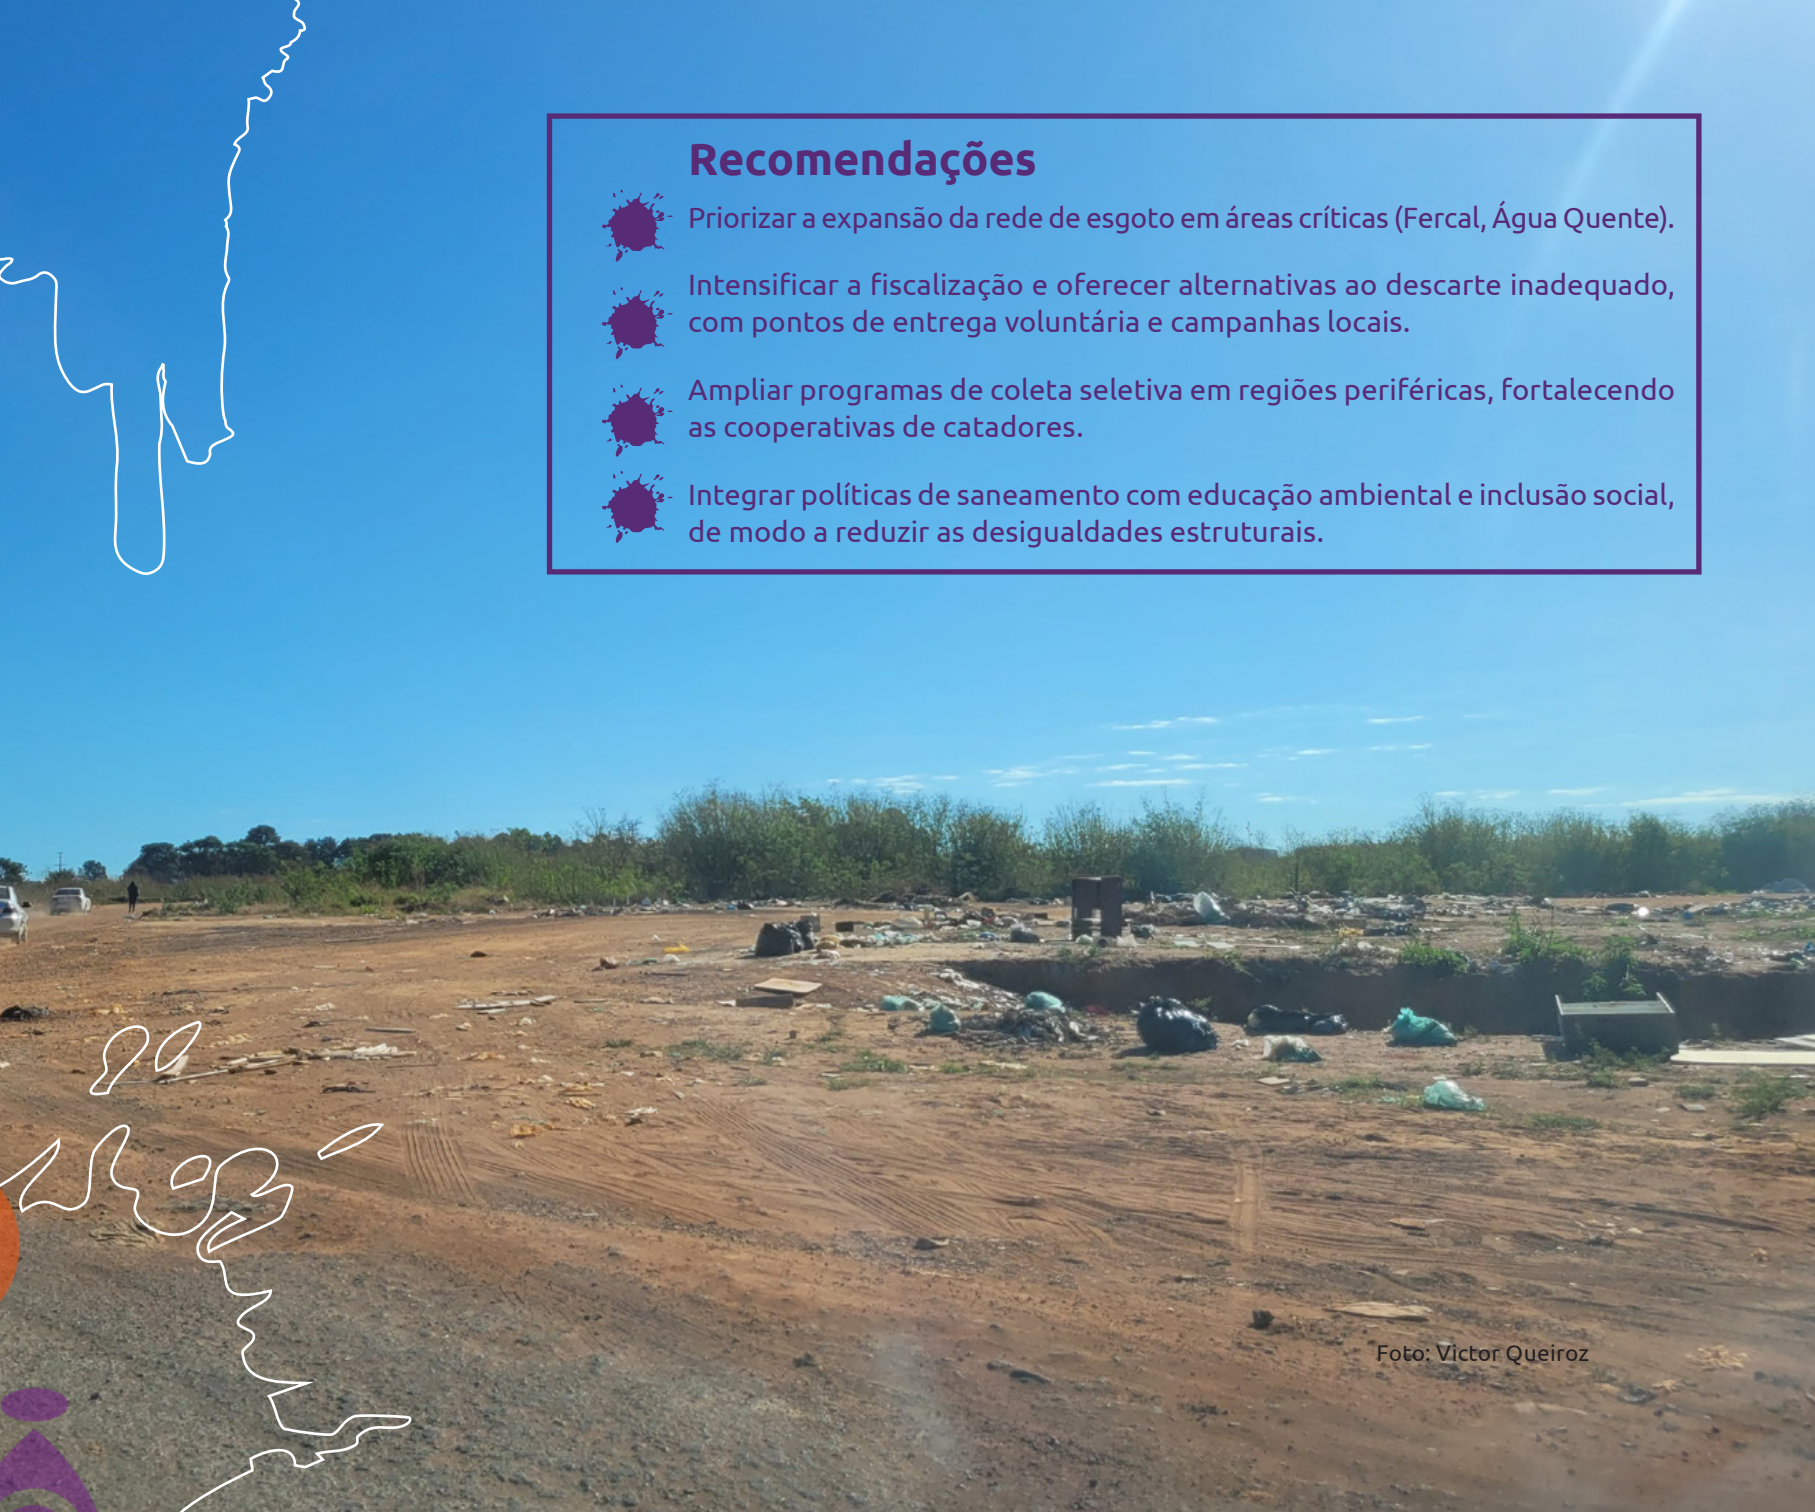 Recomendações
Priorizar a expansão da rede de esgoto em áreas críticas (Fercal, Água Quente).
Intensificar a fiscalização e oferecer alternativas ao descarte inadequado,
com pontos de entrega voluntária e campanhas locais.
Ampliar programas de coleta seletiva em regiões periféricas, fortalecendo
as cooperativas de catadores.
Integrar políticas de saneamento com educação ambiental e inclusão social,
de modo a reduzir as desigualdades estruturais.
Foto: Victor Queiroz